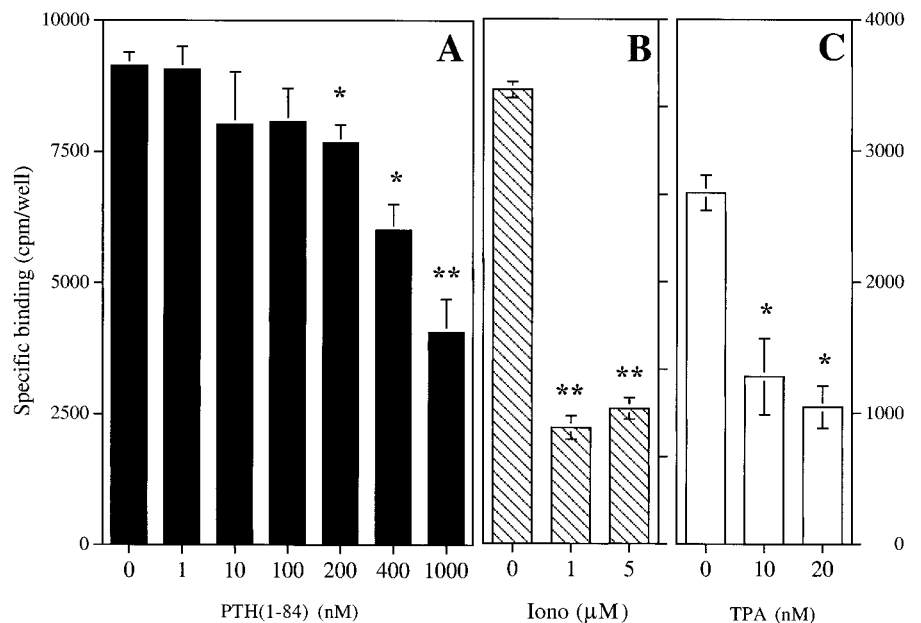 10000
7500
5000
2500
0
Specific binding (cpm/well)
A
*
*
**
0 1 10 100 200 400 1000
PTH(1-84) (nM)
B
**
**
0 1 5
Iono (μM)
C
*
*
0 10 20
TPA (nM)
4000
3000
2000
1000
0